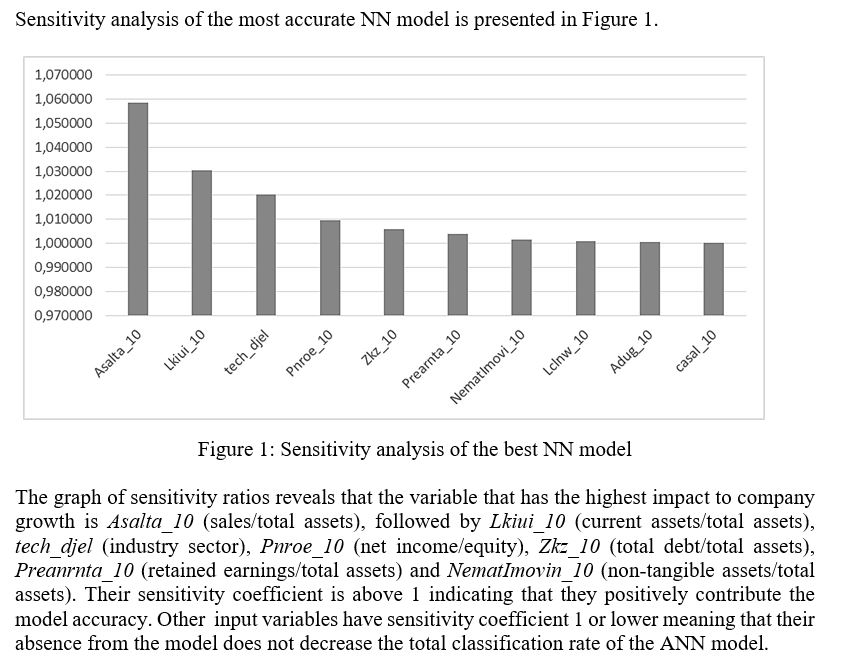 Sensitivity analysis of the most accurate NN model is presented in Figure 1.
1,070000
1,060000
1,050000
1,040000
1,030000
1,020000
1,010000
1,000000
0,990000
0,980000
0,970000
Asalta_10
Lkiui_10
tech_djel
Pnroe_10
Zkz_10
Prearnta_10
NematImovi_10
Lclnw_10
Adug_10
casal_10
Figure 1: Sensitivity analysis of the best NN model
The graph of sensitivity ratios reveals that the variable that has the highest impact to company
growth is Asalta_10 (sales/total assets), followed by Lkiui_10 (current assets/total assets),
tech_djel (industry sector), Pnroe_10 (net income/equity), Zkz_10 (total debt/total assets),
Preanrnta_10 (retained earnings/total assets) and NematImovin_10 (non-tangible assets/total
assets). Their sensitivity coefficient is above 1 indicating that they positively contribute the
model accuracy. Other input variables have sensitivity coefficient 1 or lower meaning that their
absence from the model does not decrease the total classification rate of the ANN model.